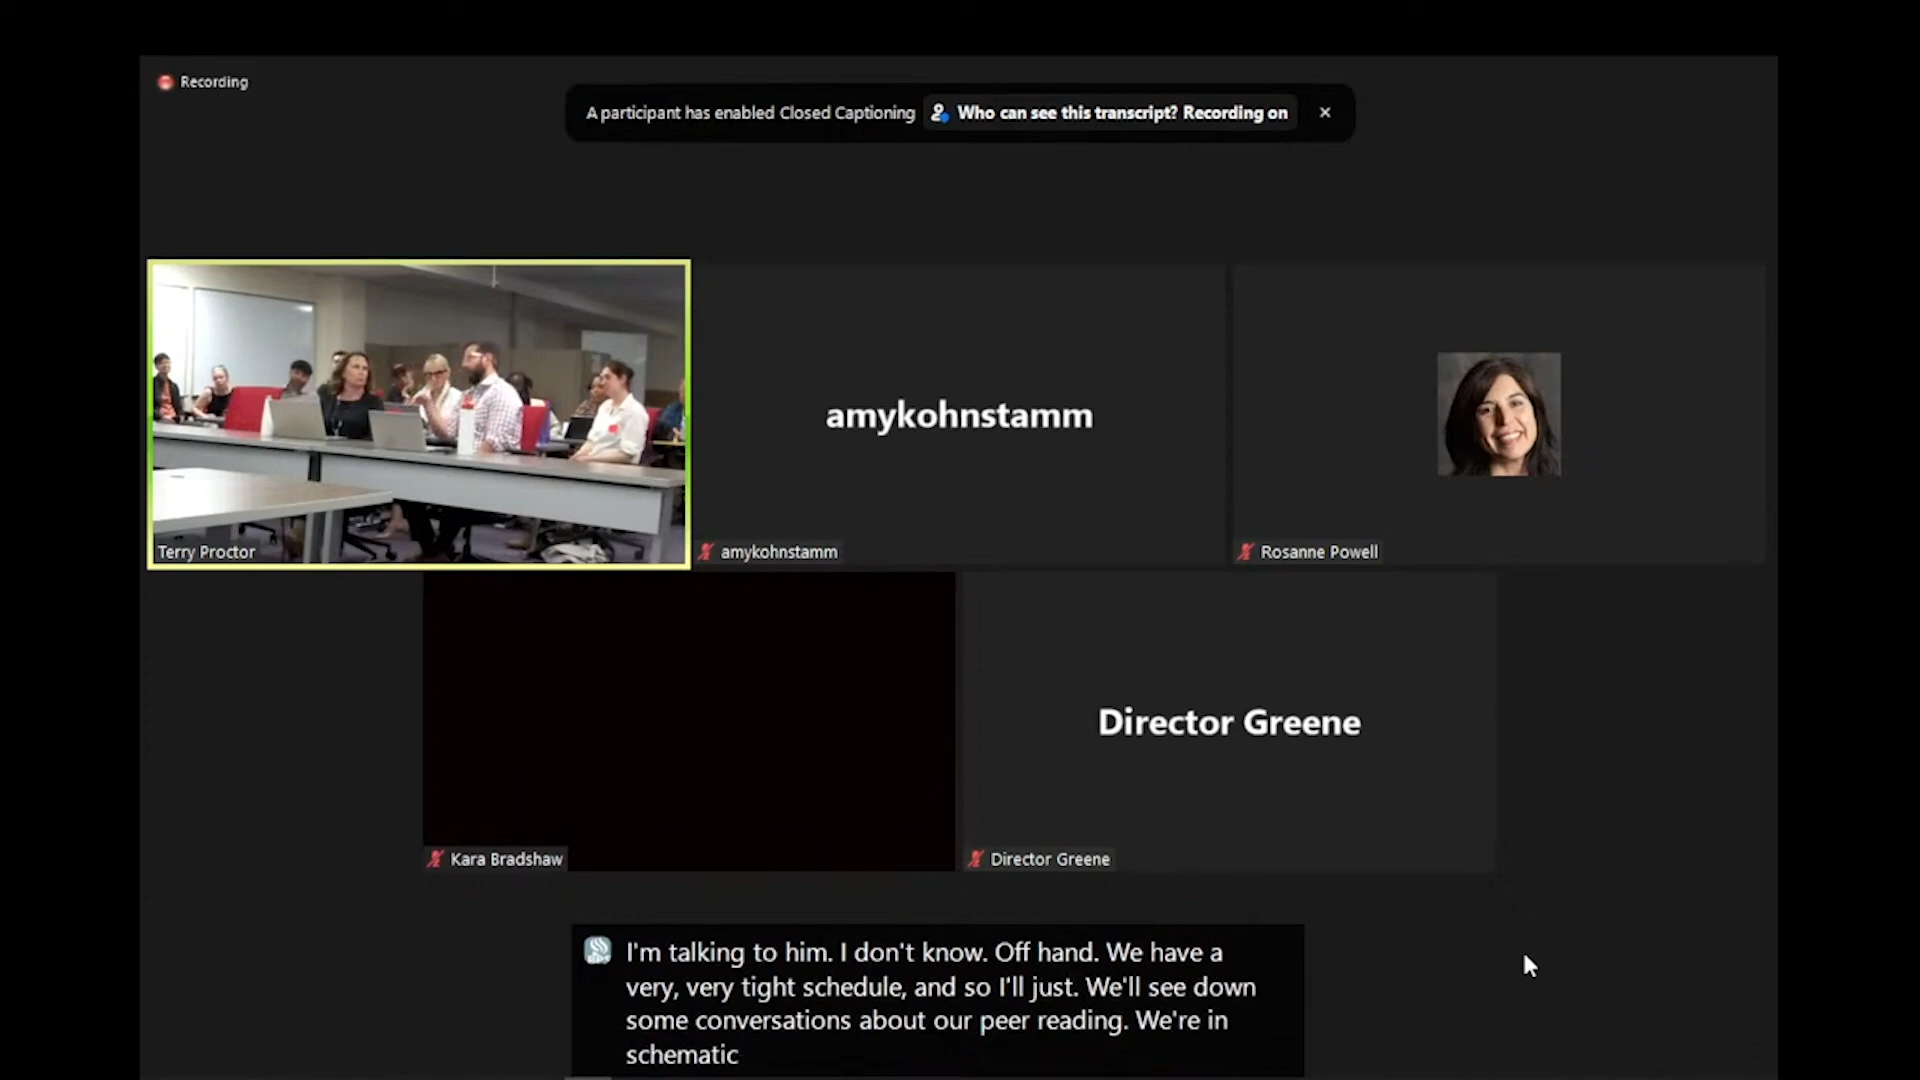 Recording
A participant has enabled Closed Captioning Who can see this transcript? Recording on
amykohnstamm
Terry Proctor
amykohnstamm
Rosanne Powell
Director Greene
Kara Bradshaw
Director Greene
I'm talking to him. I don't know. Off hand. We have a
very, very tight schedule, and so I'll just. We'll see down
some conversations about our peer reading. We're in
schematic